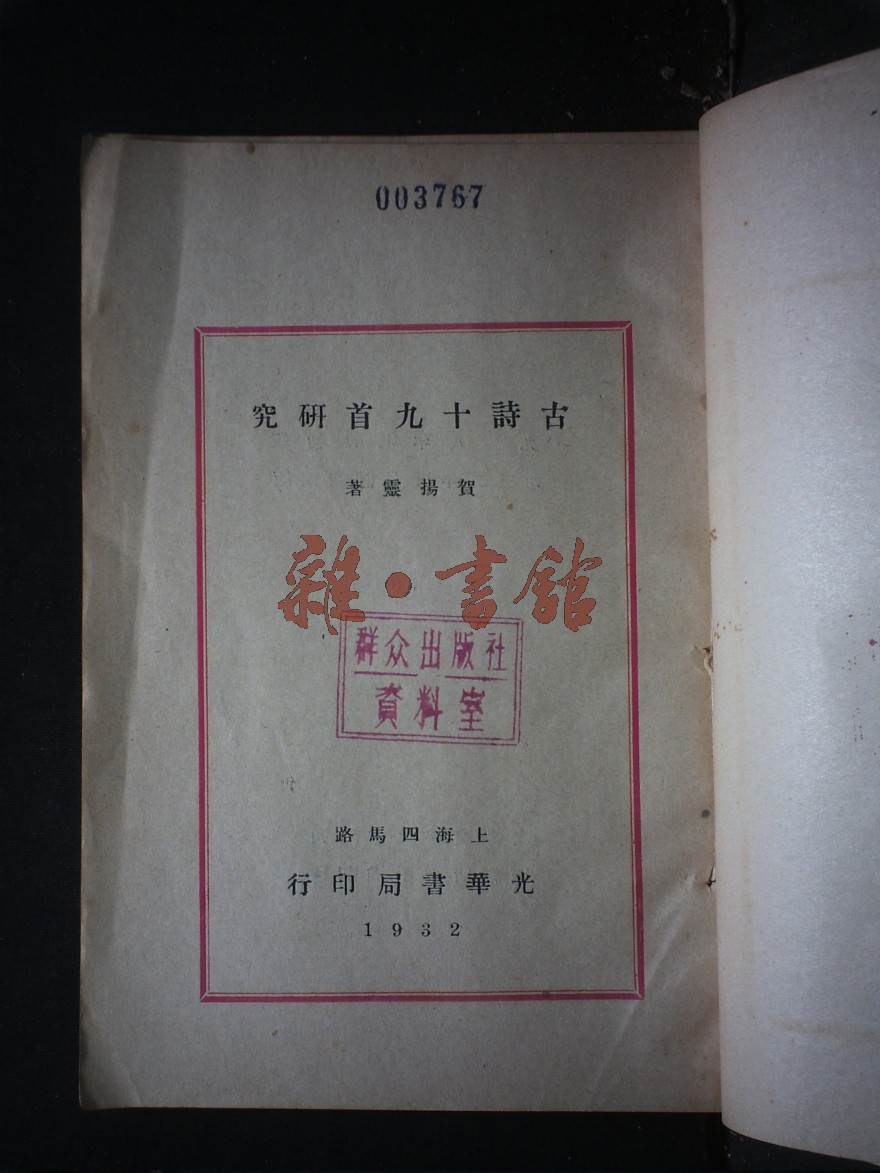 003767
古詩十九首研究
賀揚靈著
雜·書館
群众出版社
資料室
上海四馬路
光華書局印行
1932